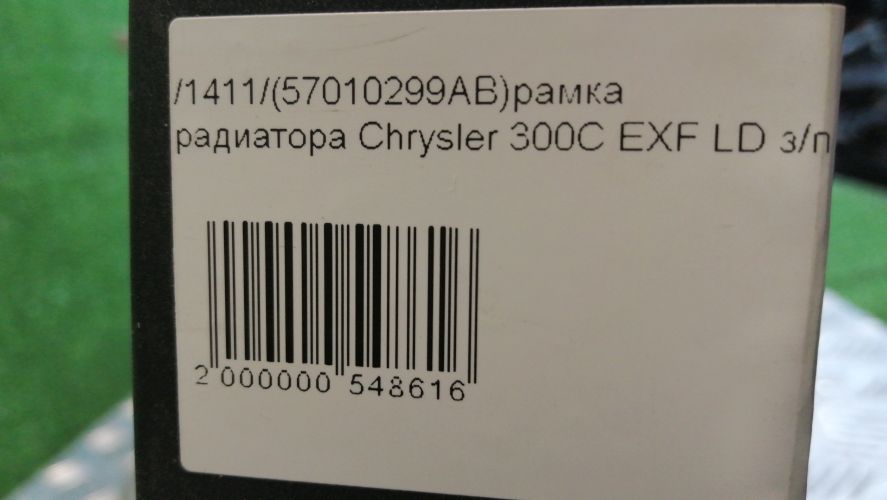 /1411/(57010299AB)рамка
радиатора Chrysler 300C EXF LD з/п
2 000000 548616